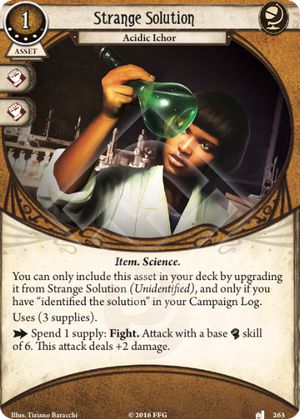 1
Strange Solution
ASSET
Acidic Ichor
Item. Science.
You can only include this asset in your deck by upgrading
it from Strange Solution (Unidentified), and only if you
have "identified the solution" in your Campaign Log.
Uses (3 supplies).
Spend 1 supply: Fight. Attack with a base skill
of 6. This attack deals +2 damage.
Illus. Tiziano Baracchi
© 2016 FFG
263